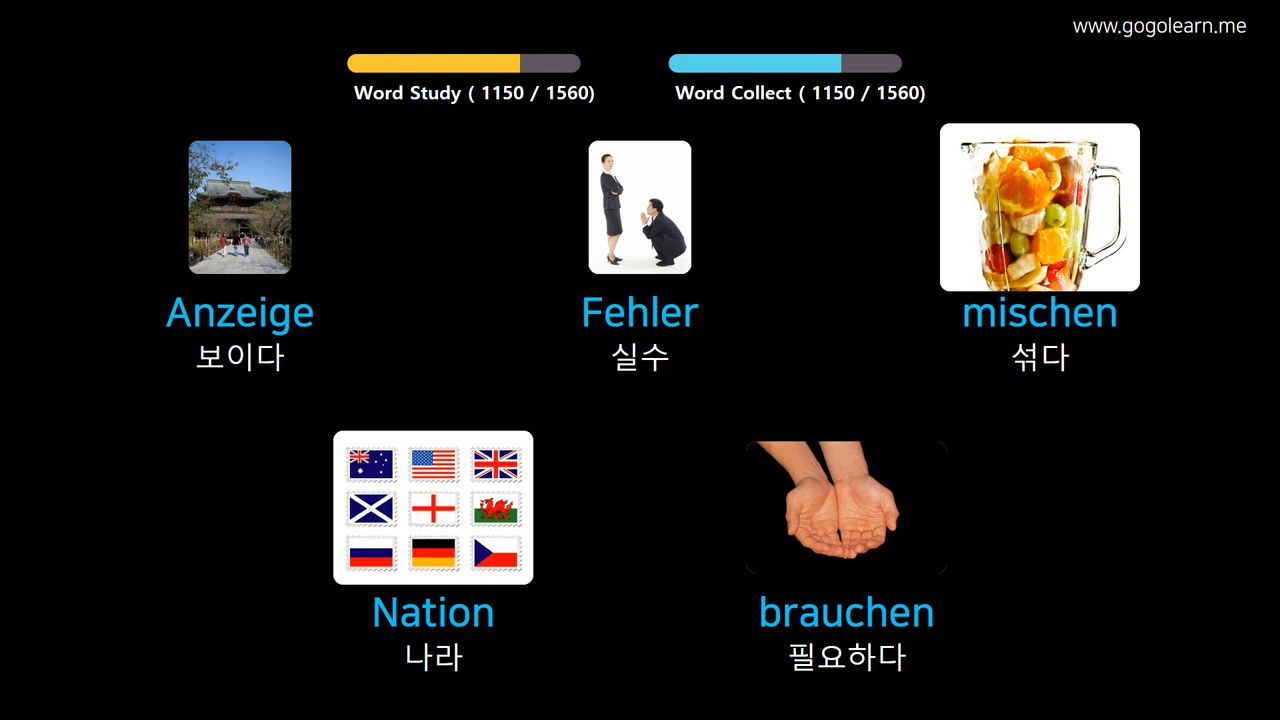 www.gogolearn.me
Word Study ( 1150 / 1560)
Word Collect ( 1150 / 1560)
Anzeige
보이다
Fehler
실수
mischen
섞다
Nation
나라
brauchen
필요하다